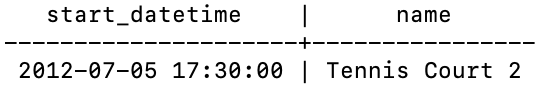 start_datetime | name
---------------------+----------------
2012-07-05 17:30:00 | Tennis Court 2